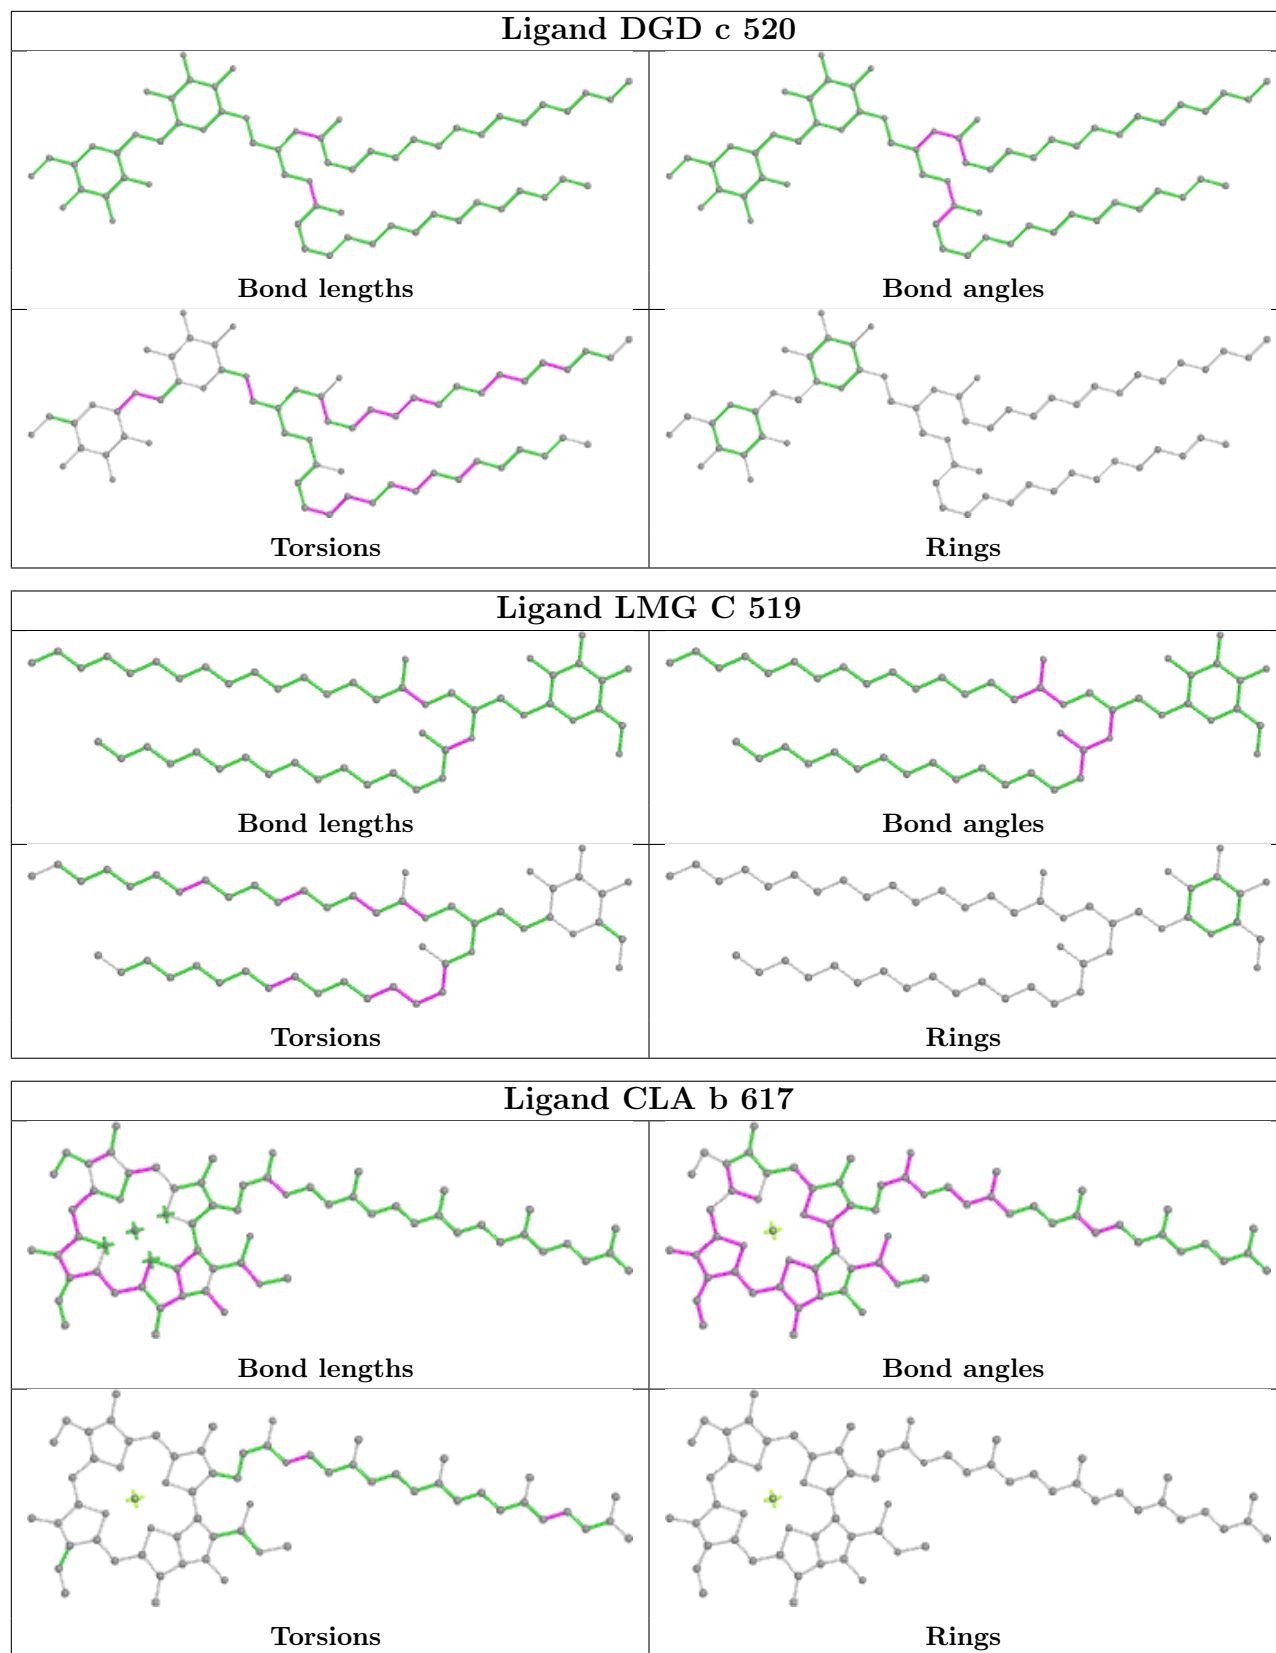 Ligand DGD c 520
Bond lengths
Bond angles
Torsions
Rings
Ligand LMG C 519
Bond lengths
Bond angles
Torsions
Rings
Ligand CLA b 617
Bond lengths
Bond angles
Torsions
Rings